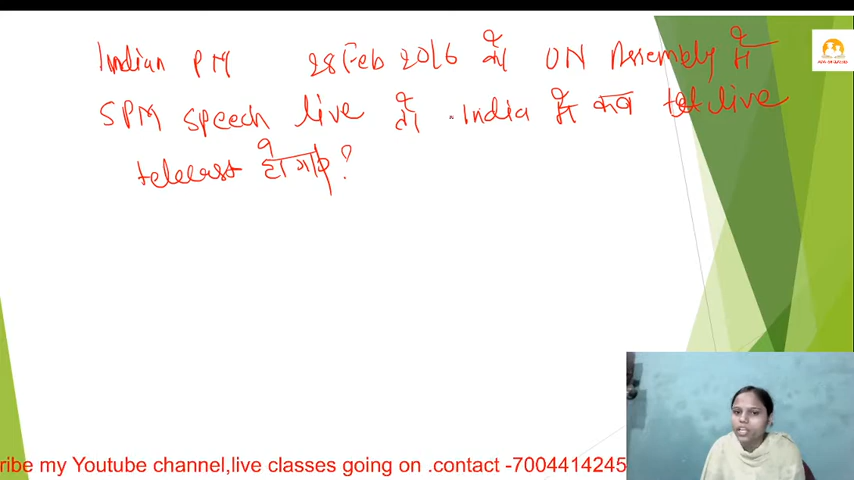 Indian PM 28 Feb 2016 को UN Assembly में
5PM speech live है India में कब live
telecast होगा ?
ribe my Youtube channel,live classes going on .contact -7004414245